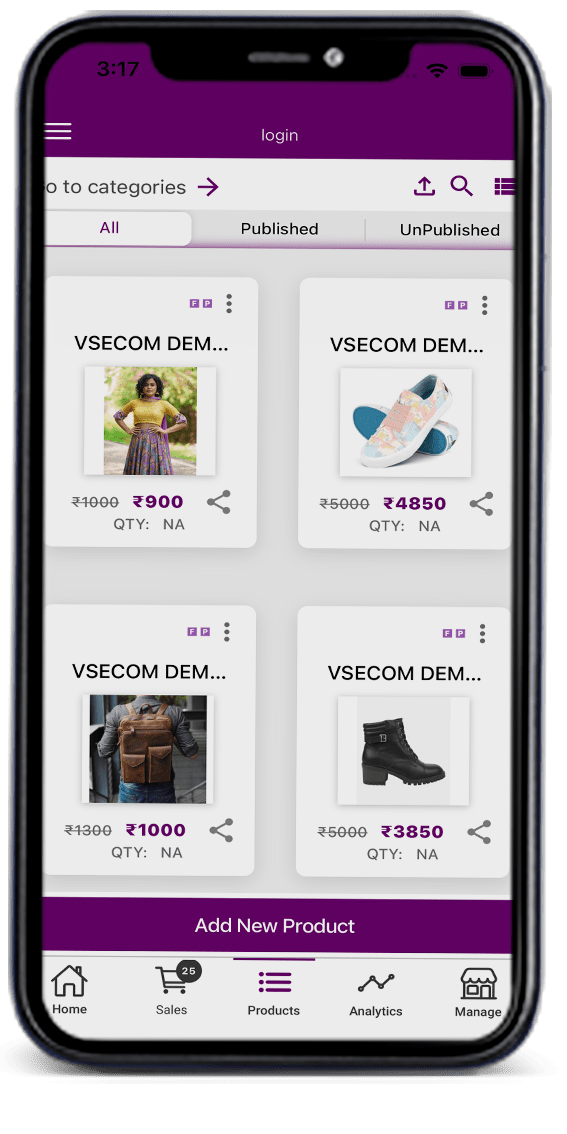 3:17
login
o to categories
All Published UnPublished
F P
VSECOM DEM...
₹1000 ₹900
QTY: NA
F P
VSECOM DEM...
₹5000 ₹4850
QTY: NA
F P
VSECOM DEM...
₹1300 ₹1000
QTY: NA
F P
VSECOM DEM...
13
₹5000 ₹3850
QTY: NA
Add New Product
25
Home Sales Products Analytics Manage